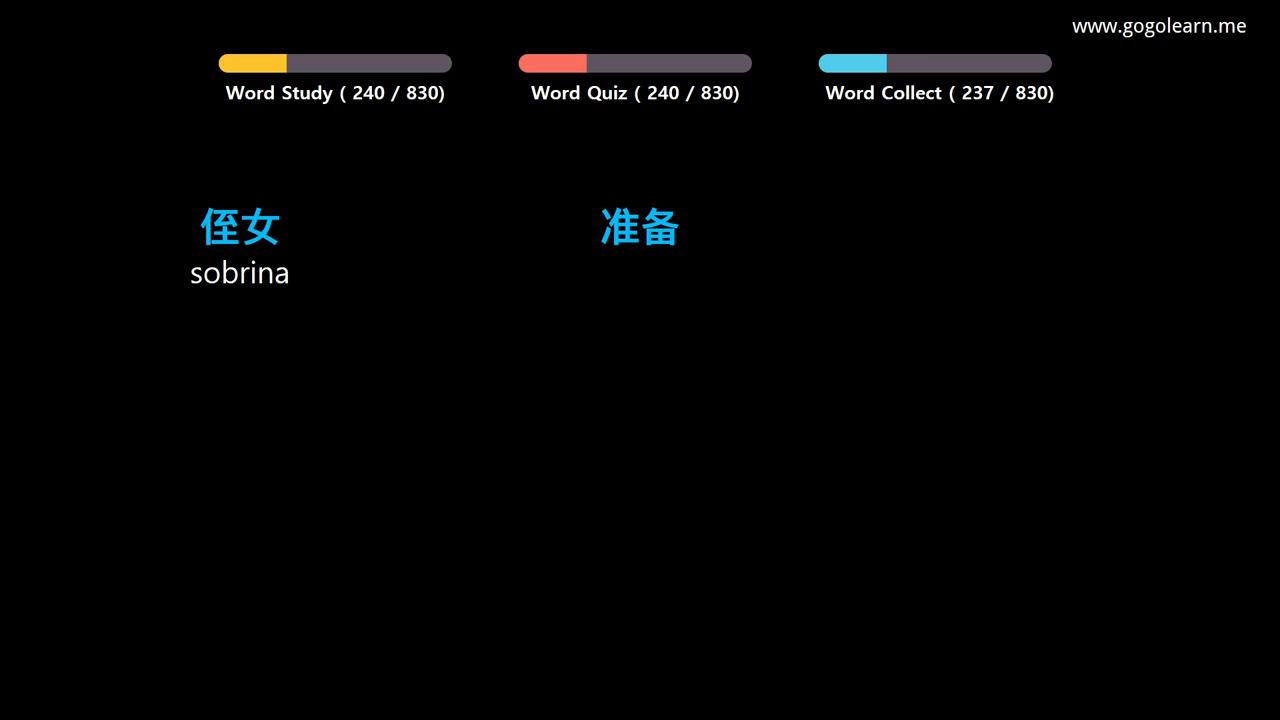 www.gogolearn.me
Word Study ( 240 / 830)
Word Quiz ( 240 / 830)
Word Collect ( 237 / 830)
侄女
准备
sobrina